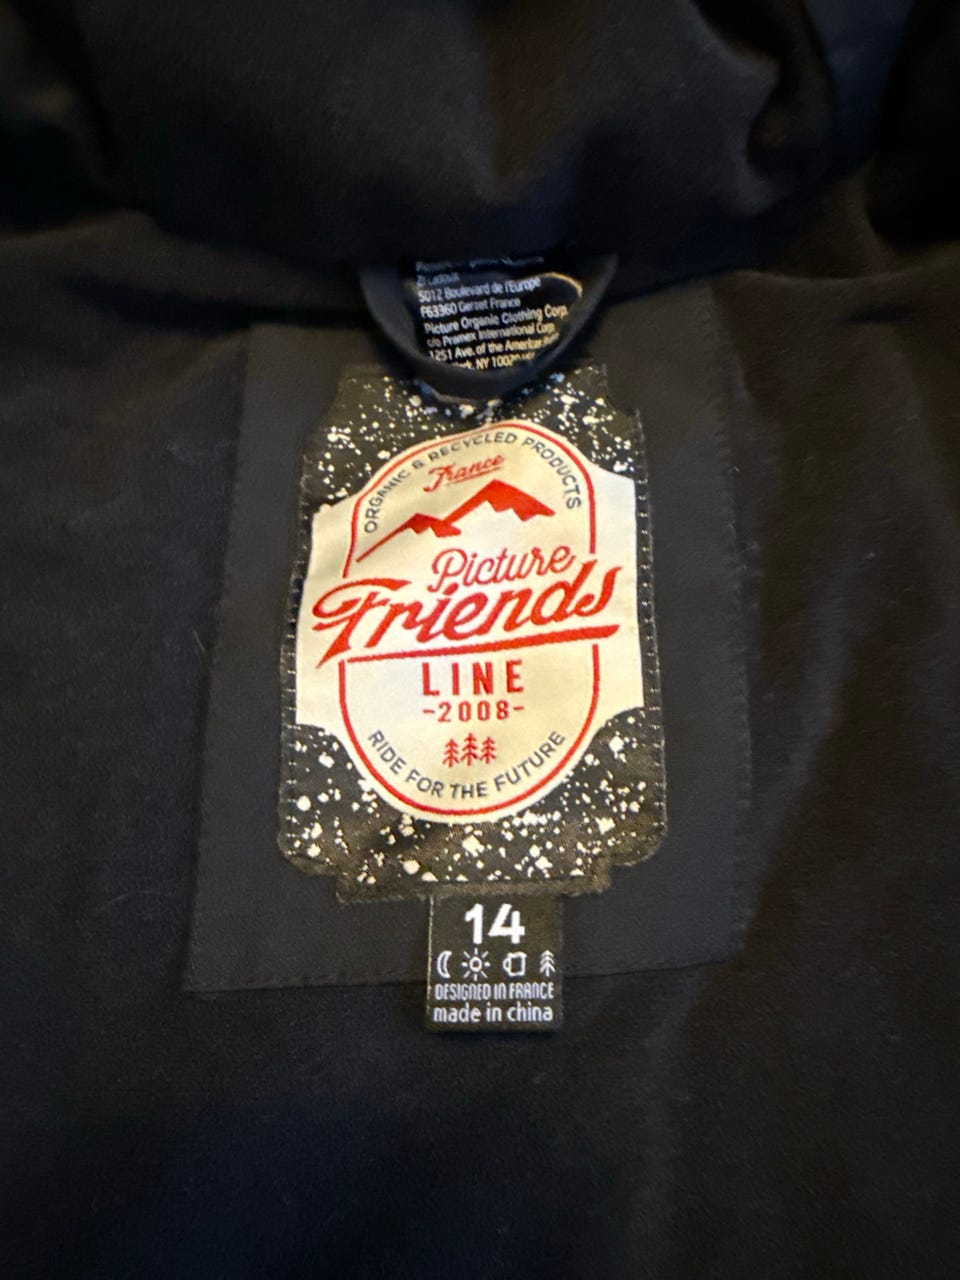 5012 Boulevard de l'Europe
F63360 Gerzat France
Picture Organic Clothing Corp.
c/o Pramex International Corp
1251 Ave. of the Americas
NY 10020
ORGANIC & RECYCLED PRODUCTS
France
Picture
Friends
LINE
-2008-
RIDE FOR THE FUTURE
14
DESIGNED IN FRANCE
made in china